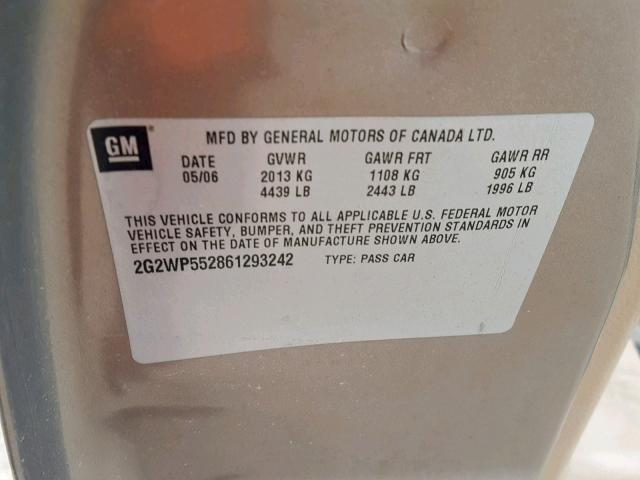 GM
MFD BY GENERAL MOTORS OF CANADA LTD.
DATE GVWR GAWR FRT GAWR RR
05/06 2013 KG 1108 KG 905 KG
4439 LB 2443 LB 1996 LB
THIS VEHICLE CONFORMS TO ALL APPLICABLE U.S. FEDERAL MOTOR
VEHICLE SAFETY, BUMPER, AND THEFT PREVENTION STANDARDS IN
EFFECT ON THE DATE OF MANUFACTURE SHOWN ABOVE.
2G2WP552861293242 TYPE: PASS CAR